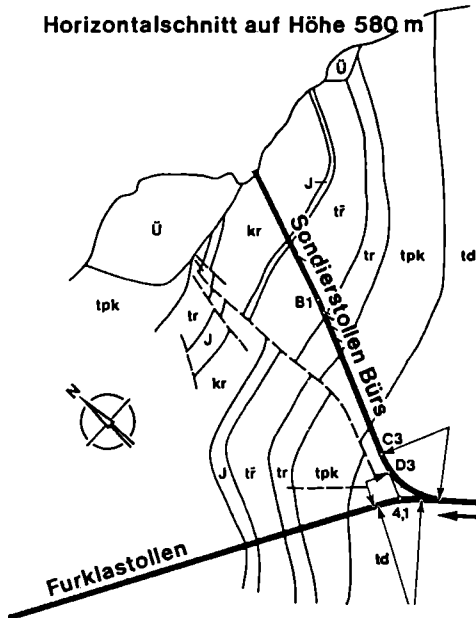 Horizontalschnitt auf Höhe 580 m
Ü
J
tř
kr
Ü
Sondierstollen Bürs
tr
tpk
td
B1
tpk
tr
J
kr
N
C3
D3
J
tř
tr
tpk
4,1
Furklastollen
td